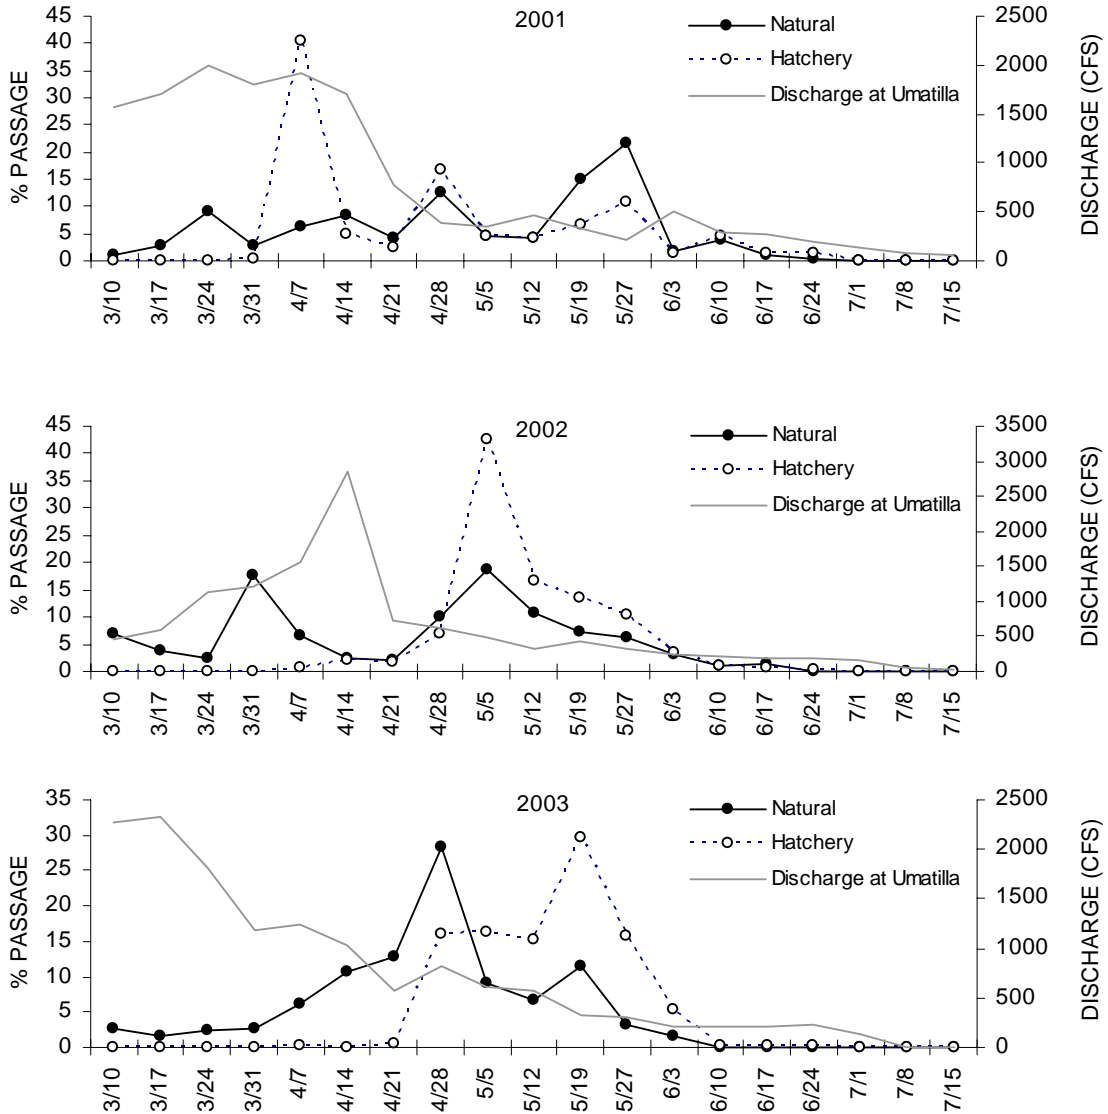 2001
Natural
Hatchery
Discharge at Umatilla
% PASSAGE
45
40
35
30
25
20
15
10
5
0
2500
2000
1500
1000
500
0
DISCHARGE (CFS)
3/10 3/17 3/24 3/31 4/7 4/14 4/21 4/28 5/5 5/12 5/19 5/27 6/3 6/10 6/17 6/24 7/1 7/8 7/15
2002
Natural
Hatchery
Discharge at Umatilla
% PASSAGE
45
40
35
30
25
20
15
10
5
0
3500
3000
2500
2000
1500
1000
500
0
DISCHARGE (CFS)
3/10 3/17 3/24 3/31 4/7 4/14 4/21 4/28 5/5 5/12 5/19 5/27 6/3 6/10 6/17 6/24 7/1 7/8 7/15
2003
Natural
Hatchery
Discharge at Umatilla
% PASSAGE
35
30
25
20
15
10
5
0
2500
2000
1500
1000
500
0
DISCHARGE (CFS)
3/10 3/17 3/24 3/31 4/7 4/14 4/21 4/28 5/5 5/12 5/19 5/27 6/3 6/10 6/17 6/24 7/1 7/8 7/15